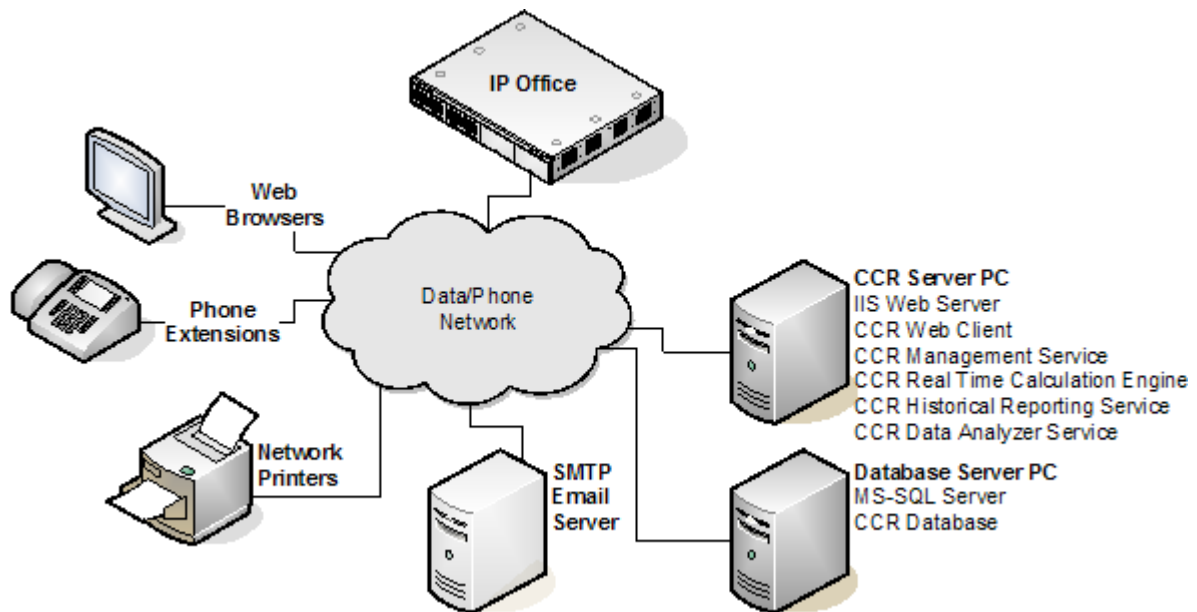 IP Office
Web
Browsers
Phone
Extensions
Data/Phone
Network
Network
Printers
SMTP
Email
Server
CCR Server PC
IIS Web Server
CCR Web Client
CCR Management Service
CCR Real Time Calculation Engine
CCR Historical Reporting Service
CCR Data Analyzer Service
Database Server PC
MS-SQL Server
CCR Database